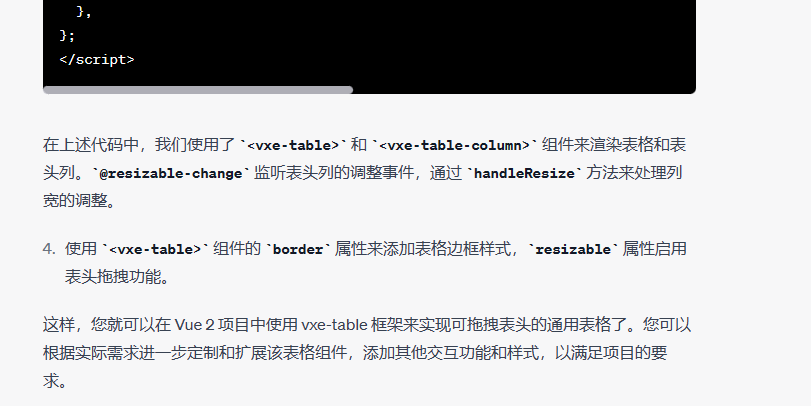 },
};
</script>
在上述代码中，我们使用了 `<vxe-table>` 和 `<vxe-table-column>` 组件来渲染表格和表
头列。`@resizable-change` 监听表头列的调整事件，通过 `handleResize` 方法来处理列
宽的调整。
4. 使用 `<vxe-table>` 组件的 `border` 属性来添加表格边框样式，`resizable` 属性启用
表头拖拽功能。
这样，您就可以在 Vue 2 项目中使用 vxe-table 框架来实现可拖拽表头的通用表格了。您可以
根据实际需求进一步定制和扩展该表格组件，添加其他交互功能和样式，以满足项目的要
求。